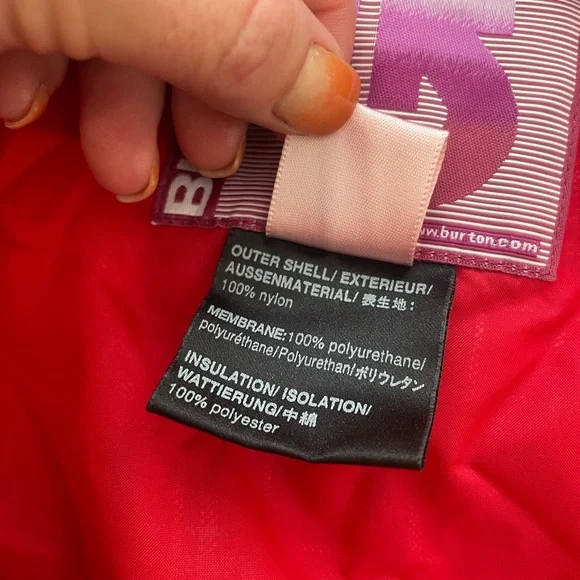 B
www.burton.com
OUTER SHELL/ EXTERIEUR/
AUSSENMATERIAL/ 表生地:
100% nylon
MEMBRANE:100% polyurethane/
polyuréthane/Polyurethan/ポリウレタン
INSULATION/ ISOLATION/
WATTIERUNG/中綿
100% polyester